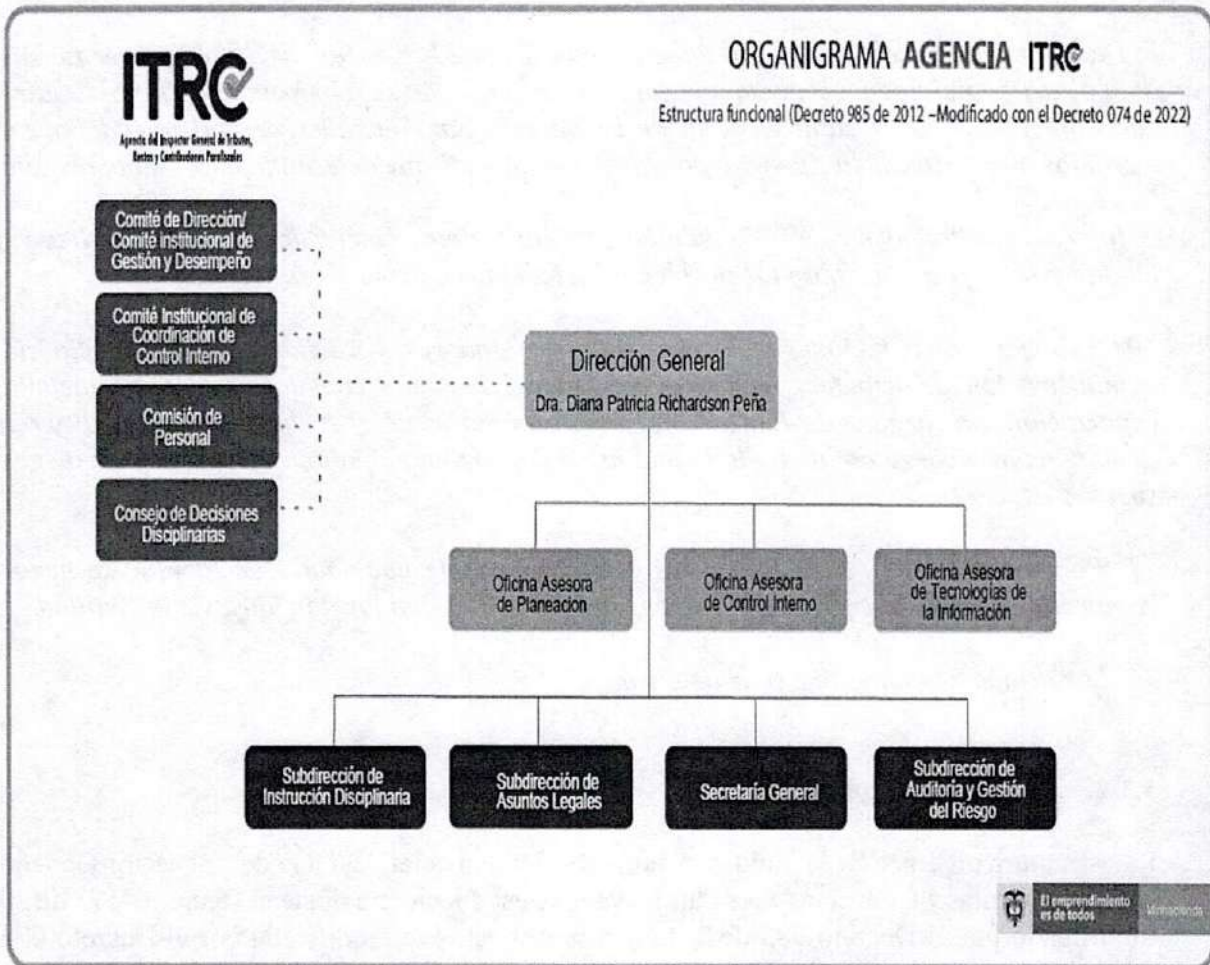 ITRC
Agencia del Inspector General de Tributos,
Rentas y Contribuciones Parafiscales
ORGANIGRAMA AGENCIA ITRC
Estructura funcional (Decreto 985 de 2012 –Modificado con el Decreto 074 de 2022)
Comité de Dirección/
Comité Institucional de
Gestión y Desempeño
Comité Institucional de
Coordinación de
Control Interno
Comisión de
Personal
Consejo de Decisiones
Disciplinarias
Dirección General
Dra. Diana Patricia Richardson Peña
Oficina Asesora
de Planeacion
Oficina Asesora
de Control Interno
Oficina Asesora
de Tecnologías de
la Información
Subdirección de
Instrucción Disciplinaria
Subdirección de
Asuntos Legales
Secretaría General
Subdirección de
Auditoría y Gestión
del Riesgo
El emprendimiento
es de todos
Minhacienda